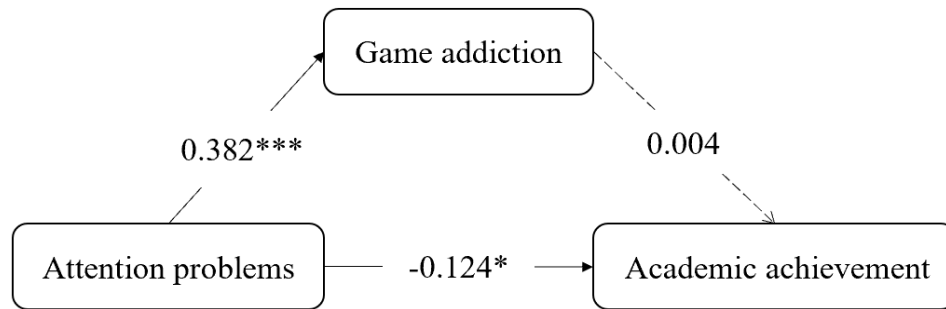 Game addiction
0.382***
0.004
Attention problems
-0.124*
Academic achievement